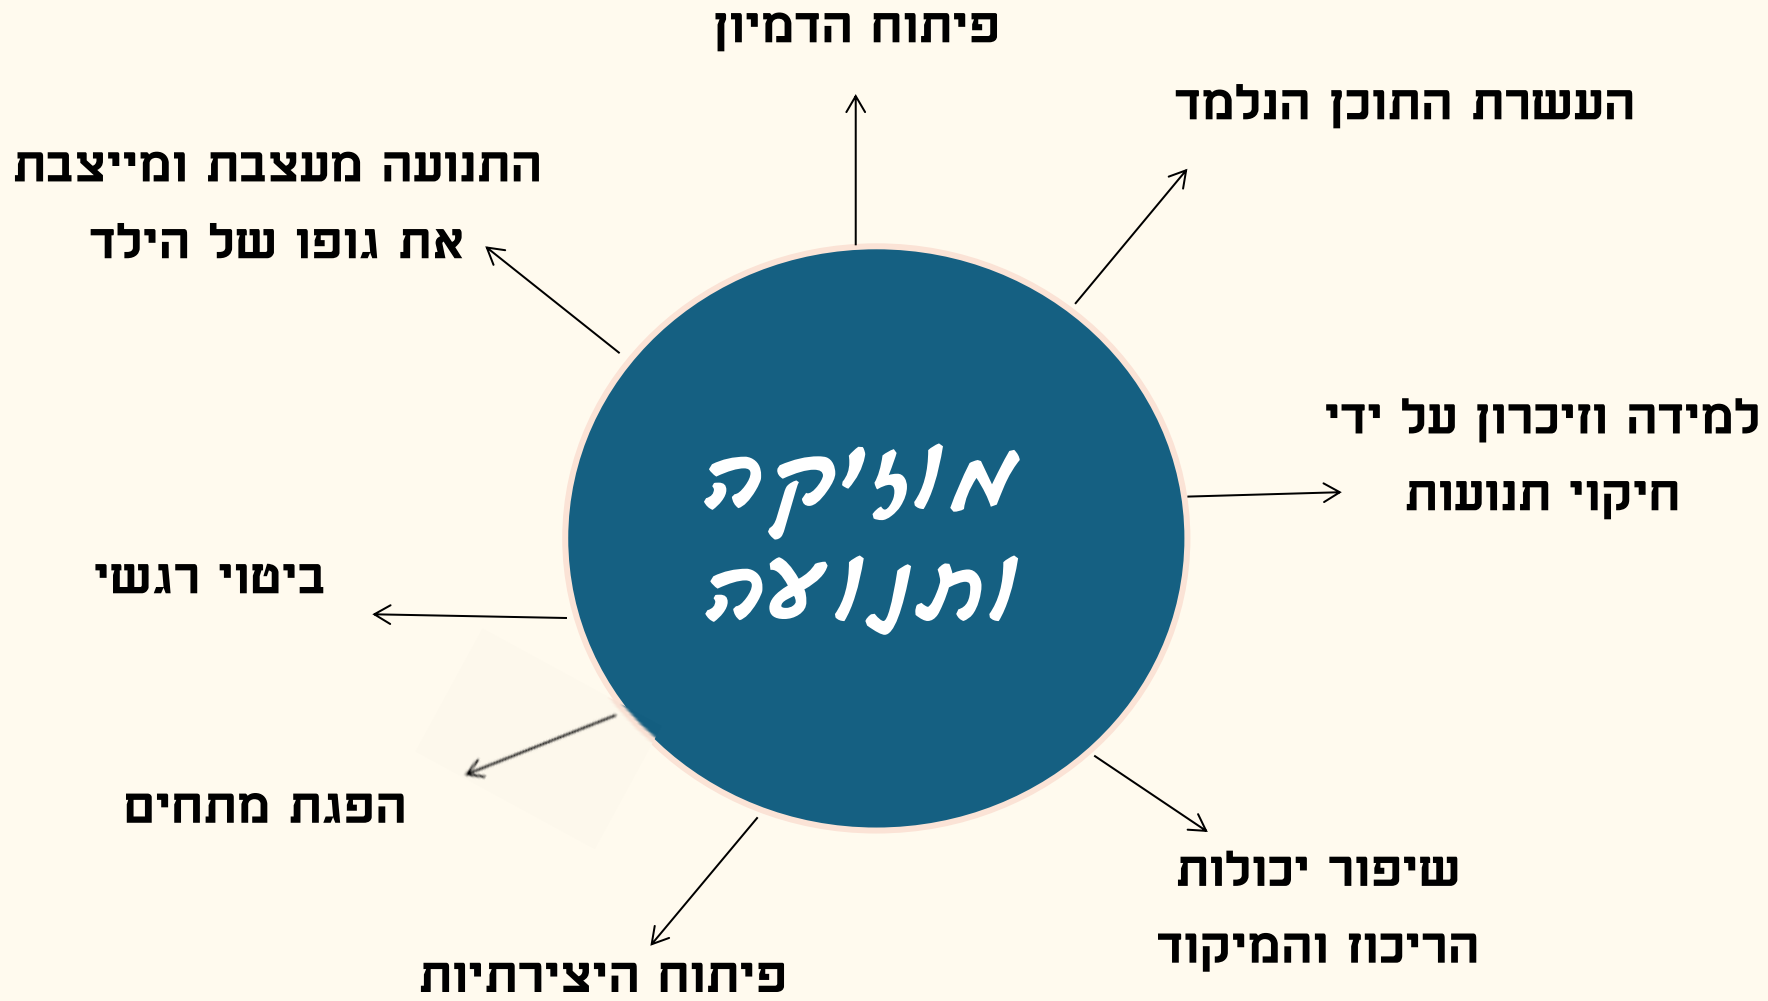 פיתוח הדמיון
העשרת התוכן הנלמד
התנועה מעצבת ומייצבת
את גופו של הילד
למידה וזיכרון על ידי
חיקוי תנועות
מוזיקה
ותנועה
ביטוי רגשי
הפגת מתחים
שיפור יכולות
הריכוז והמיקוד
פיתוח היצירתיות